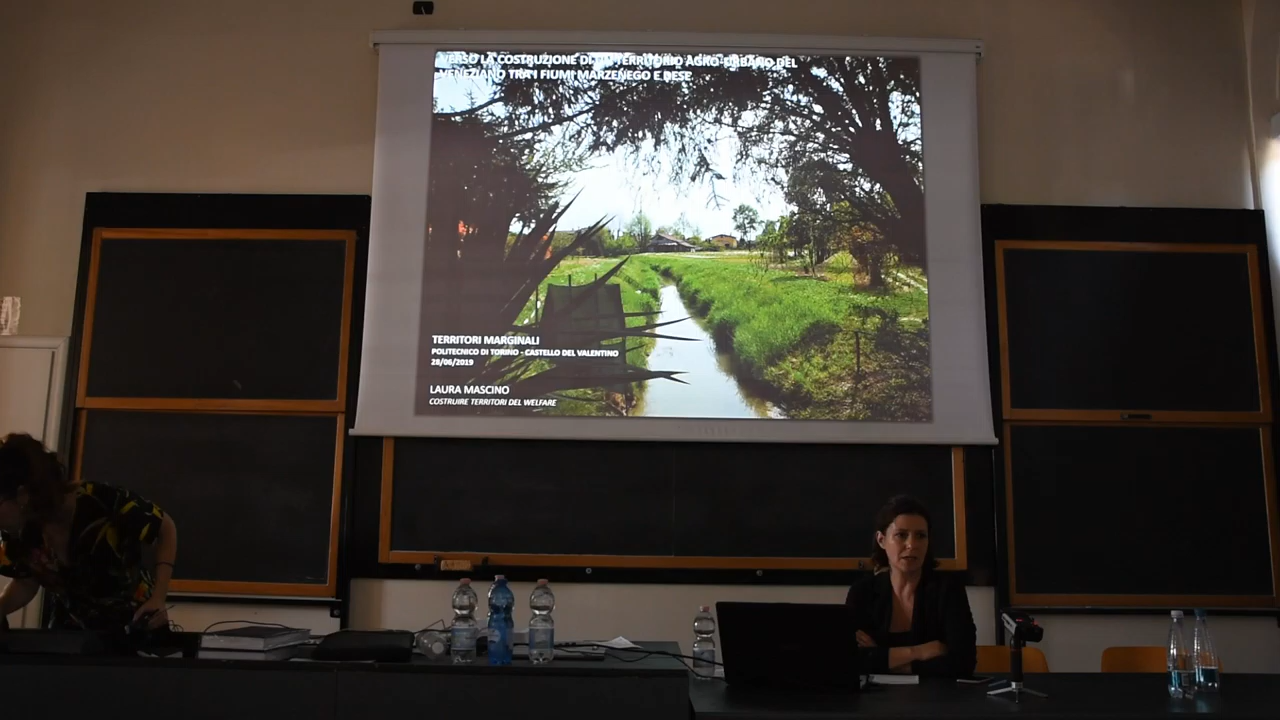 VERSO LA COSTRUZIONE DI UN TERRITORIO AGRO-URBANO DEL
VENEZIANO TRA I FIUMI MARZENEGO E DESE
TERRITORI MARGINALI
POLITECNICO DI TORINO - CASTELLO DEL VALENTINO
28/06/2019
LAURA MASCINO
COSTRUIRE TERRITORI DEL WELFARE